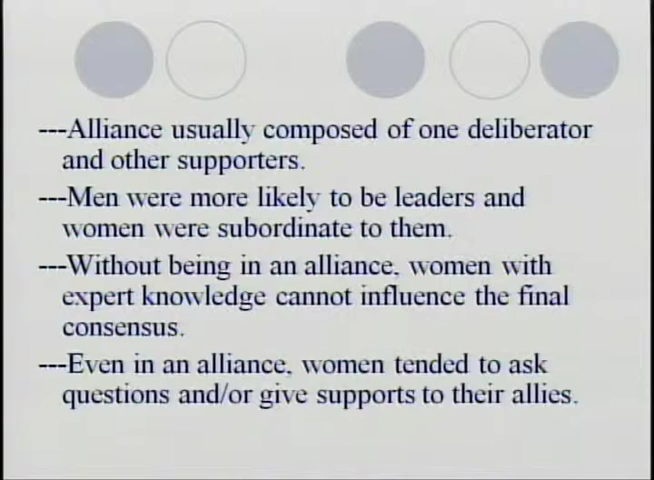 ---Alliance usually composed of one deliberator
and other supporters.
---Men were more likely to be leaders and
women were subordinate to them.
---Without being in an alliance, women with
expert knowledge cannot influence the final
consensus.
---Even in an alliance, women tended to ask
questions and/or give supports to their allies.